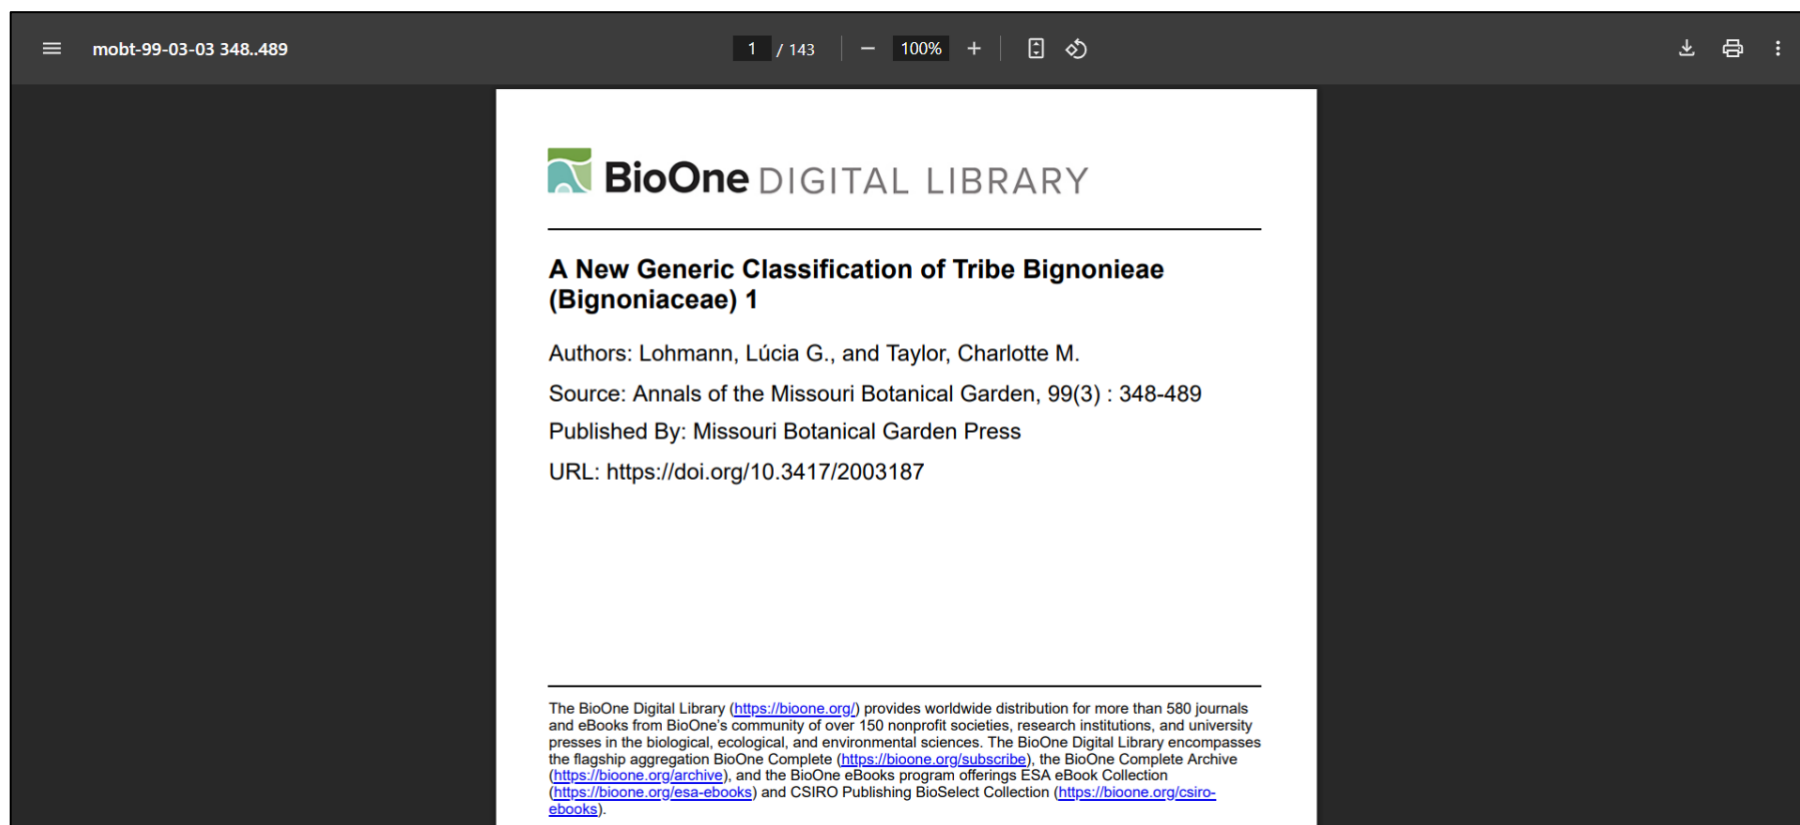 mobt-99-03-03 348..489
1 / 143
100%
BioOne DIGITAL LIBRARY
A New Generic Classification of Tribe Bignonieae
(Bignoniaceae) 1
Authors: Lohmann, Lúcia G., and Taylor, Charlotte M.
Source: Annals of the Missouri Botanical Garden, 99(3) : 348-489
Published By: Missouri Botanical Garden Press
URL: https://doi.org/10.3417/2003187
The BioOne Digital Library (https://bioone.org/) provides worldwide distribution for more than 580 journals
and eBooks from BioOne's community of over 150 nonprofit societies, research institutions, and university
presses in the biological, ecological, and environmental sciences. The BioOne Digital Library encompasses
the flagship aggregation BioOne Complete (https://bioone.org/subscribe), the BioOne Complete Archive
(https://bioone.org/archive), and the BioOne eBooks program offerings ESA eBook Collection
(https://bioone.org/esa-ebooks) and CSIRO Publishing BioSelect Collection (https://bioone.org/csiro-
ebooks).